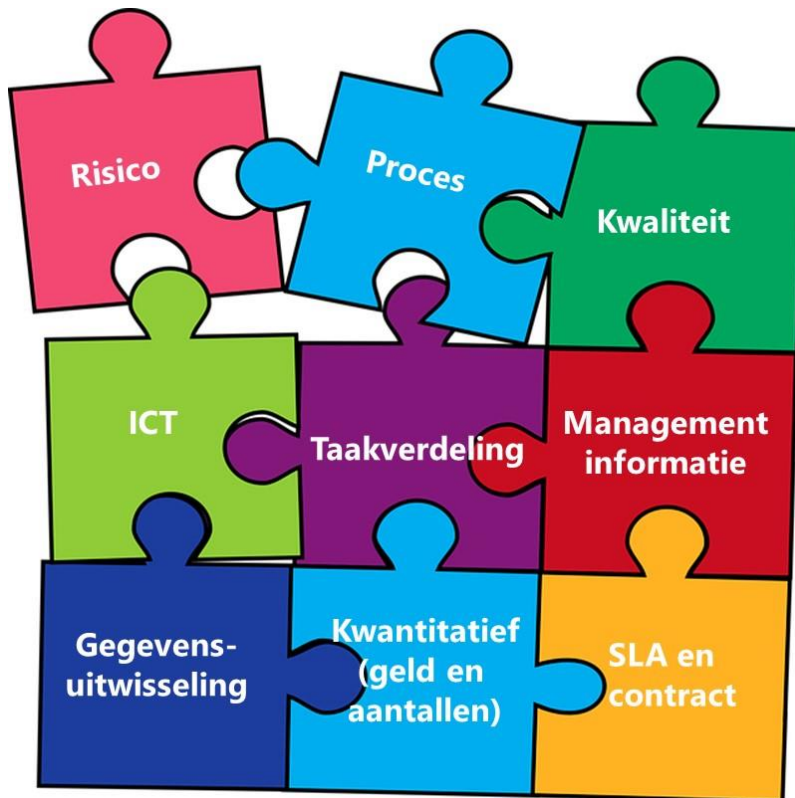 Risico
Proces
Kwaliteit
ICT
Taakverdeling
Management
informatie
Gegevens-
uitwisseling
Kwantitatief
(geld en
aantallen)
SLA en
contract